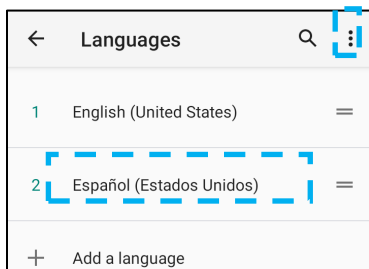 Languages
1 English (United States)
2 Español (Estados Unidos)
Add a language